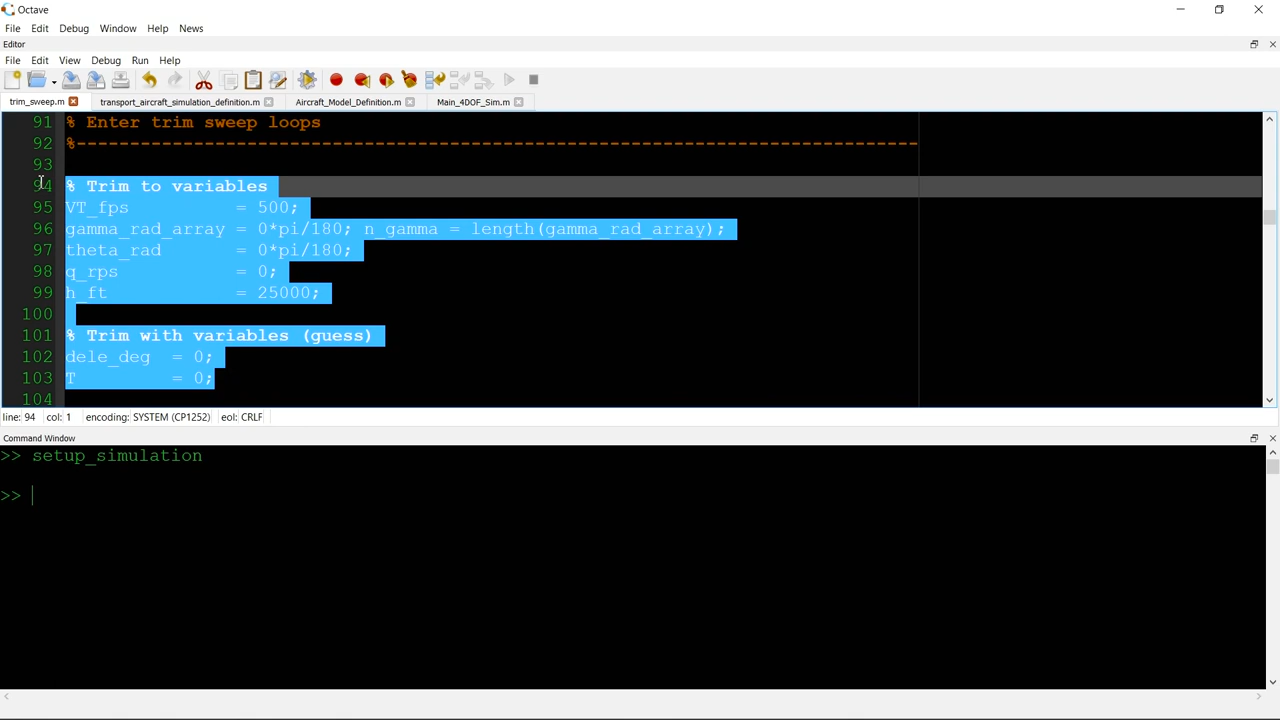 Octave
File Edit Debug Window Help News
Editor
File Edit View Debug Run Help
trim_sweep.m transport_aircraft_simulation_definition.m Aircraft_Model_Definition.m Main_4DOF_Sim.m
91 % Enter trim sweep loops
92 %-------------------------------------------------------------------------------
93
94 % Trim to variables
95 VT_fps = 500;
96 gamma_rad_array = 0*pi/180; n_gamma = length(gamma_rad_array);
97 theta_rad = 0*pi/180;
98 q_rps = 0;
99 h_ft = 25000;
100
101 % Trim with variables (guess)
102 dele_deg = 0;
103 T = 0;
104
line: 94 col: 1 encoding: SYSTEM (CP1252) eol: CRLF
Command Window
>> setup_simulation
>>